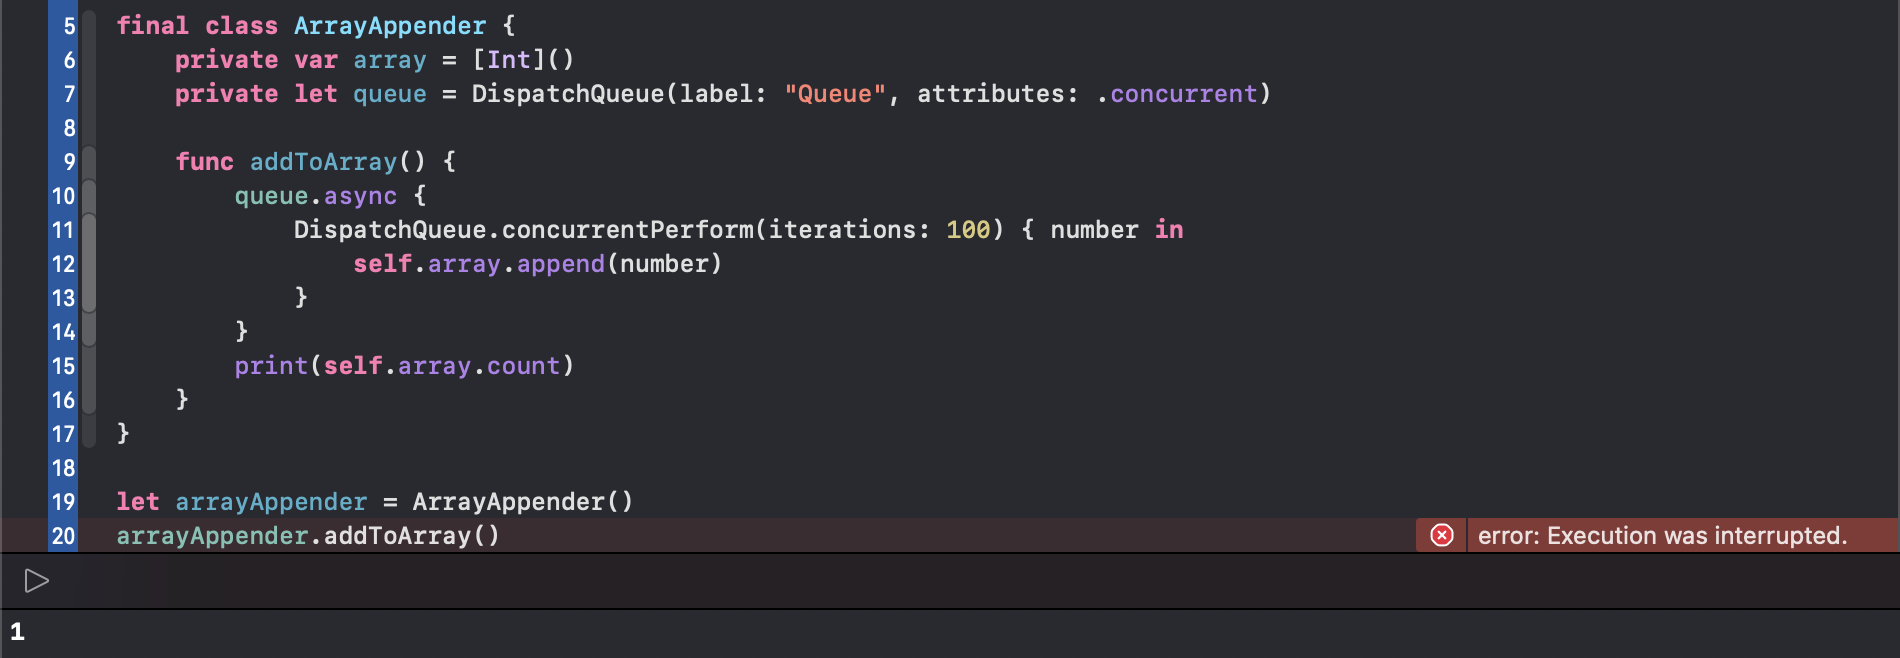 5 final class ArrayAppender {
6 private var array = [Int]()
7 private let queue = DispatchQueue(label: "Queue", attributes: .concurrent)
8
9 func addToArray() {
10 queue.async {
11 DispatchQueue.concurrentPerform(iterations: 100) { number in
12 self.array.append(number)
13 }
14 }
15 print(self.array.count)
16 }
17 }
18
19 let arrayAppender = ArrayAppender()
20 arrayAppender.addToArray() error: Execution was interrupted.
1